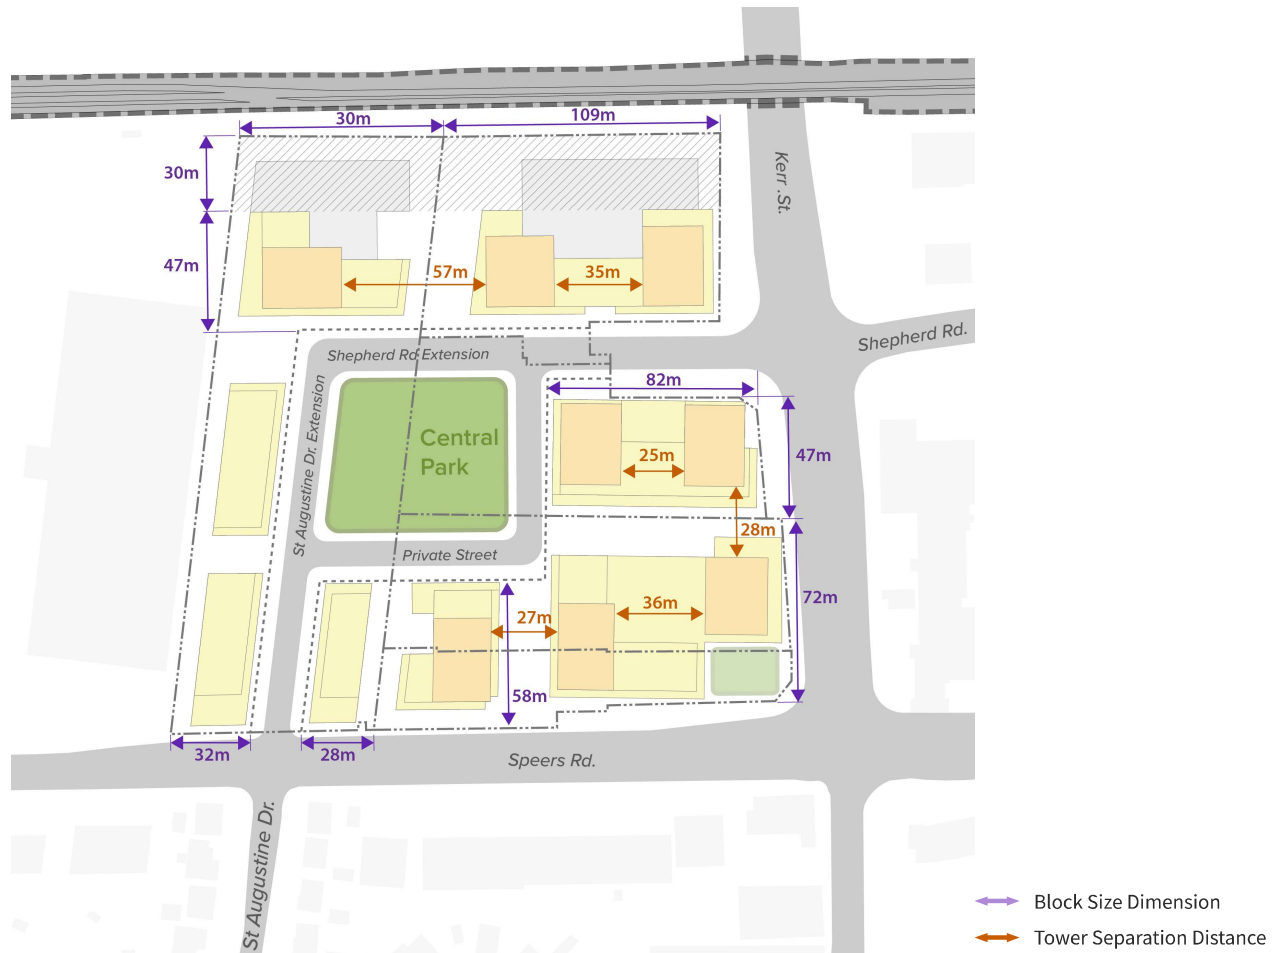 30m
109m
30m
Kerr .St.
47m
57m
35m
Shepherd Rd.
Shepherd Rd Extension
82m
St Augustine Dr. Extension
Central
Park
25m
47m
28m
Private Street
36m
72m
27m
58m
32m
28m
Speers Rd.
St Augustine Dr.
Block Size Dimension
Tower Separation Distance